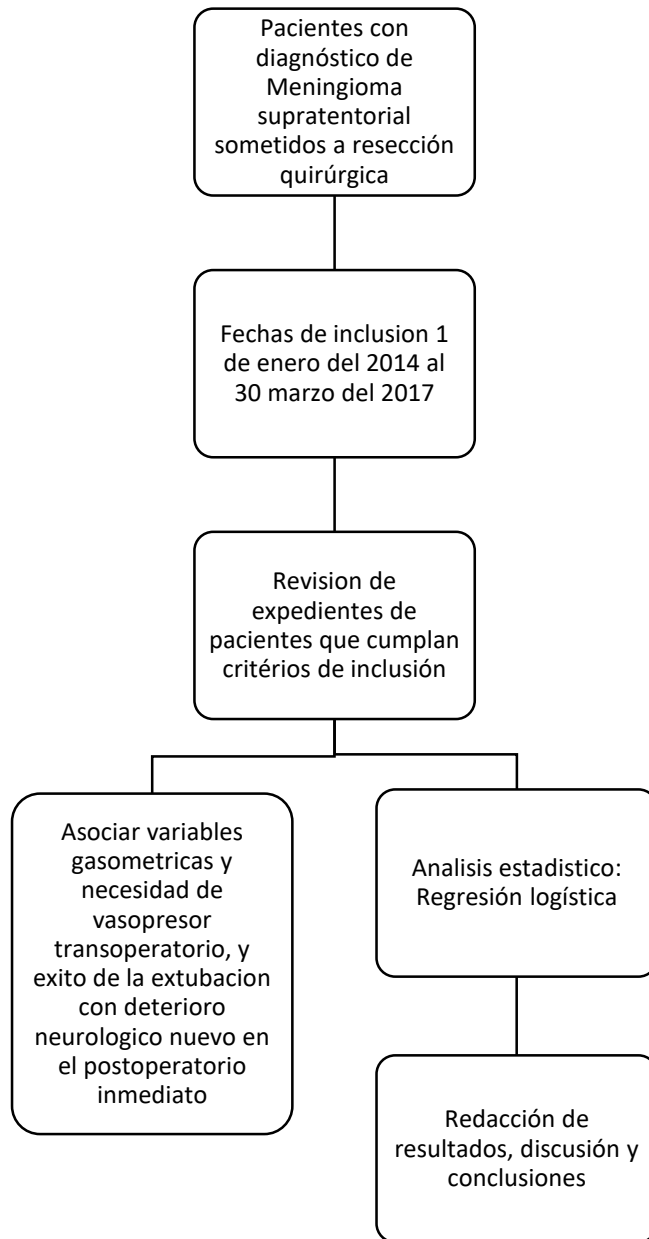 Pacientes con
diagnóstico de
Meningioma
supratentorial
sometidos a resección
quirúrgica
Fechas de inclusion 1
de enero del 2014 al
30 marzo del 2017
Revision de
expedientes de
pacientes que cumplan
critérios de inclusión
Asociar variables
gasometricas y
necesidad de
vasopresor
transoperatorio, y
exito de la extubacion
con deterioro
neurologico nuevo en
el postoperatorio
inmediato
Analisis estadistico:
Regresión logística
Redacción de
resultados, discusión y
conclusiones